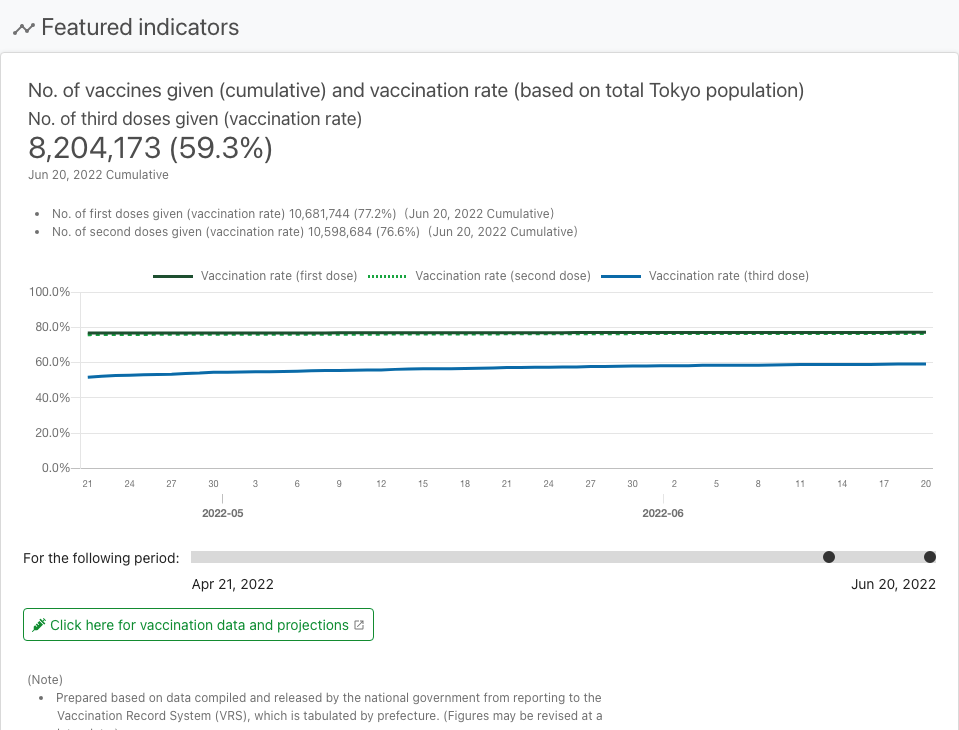 Featured indicators
No. of vaccines given (cumulative) and vaccination rate (based on total Tokyo population)
No. of third doses given (vaccination rate)
8,204,173 (59.3%)
Jun 20, 2022 Cumulative
• No. of first doses given (vaccination rate) 10,681,744 (77.2%) (Jun 20, 2022 Cumulative)
• No. of second doses given (vaccination rate) 10,598,684 (76.6%) (Jun 20, 2022 Cumulative)
Vaccination rate (first dose) Vaccination rate (second dose) Vaccination rate (third dose)
100.0%
80.0%
60.0%
40.0%
20.0%
0.0%
21 24 27 30 3 6 9 12 15 18 21 24 27 30 2 5 8 11 14 17 20
2022-05 2022-06
For the following period:
Apr 21, 2022 Jun 20, 2022
Click here for vaccination data and projections
(Note)
• Prepared based on data compiled and released by the national government from reporting to the
Vaccination Record System (VRS), which is tabulated by prefecture. (Figures may be revised at a